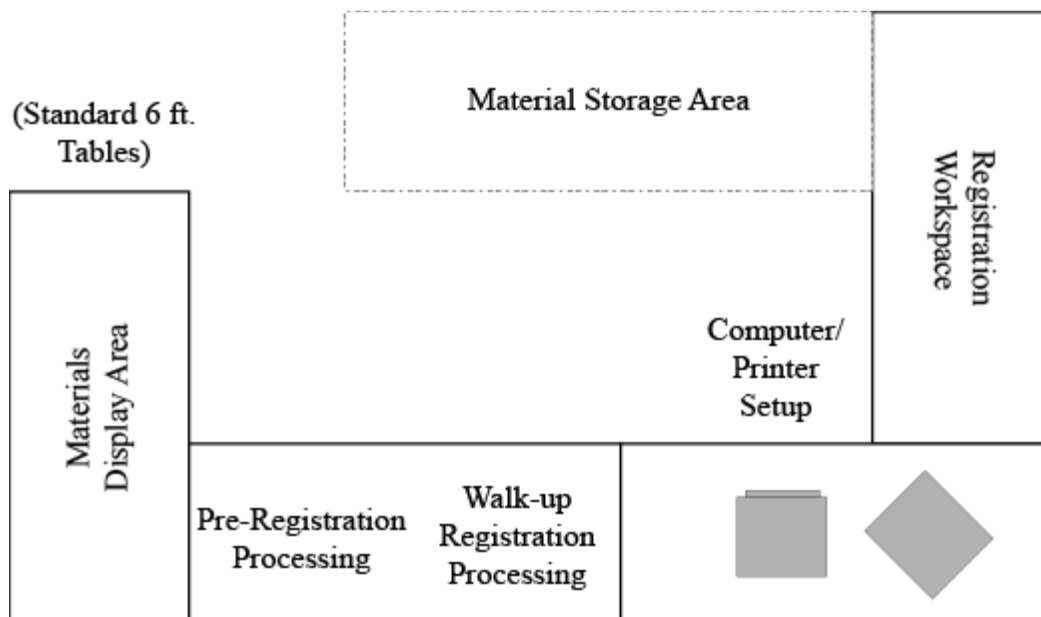 Material Storage Area
(Standard 6 ft.
Tables)
Registration
Workspace
Computer/
Printer
Setup
Materials
Display Area
Pre-Registration
Processing
Walk-up
Registration
Processing